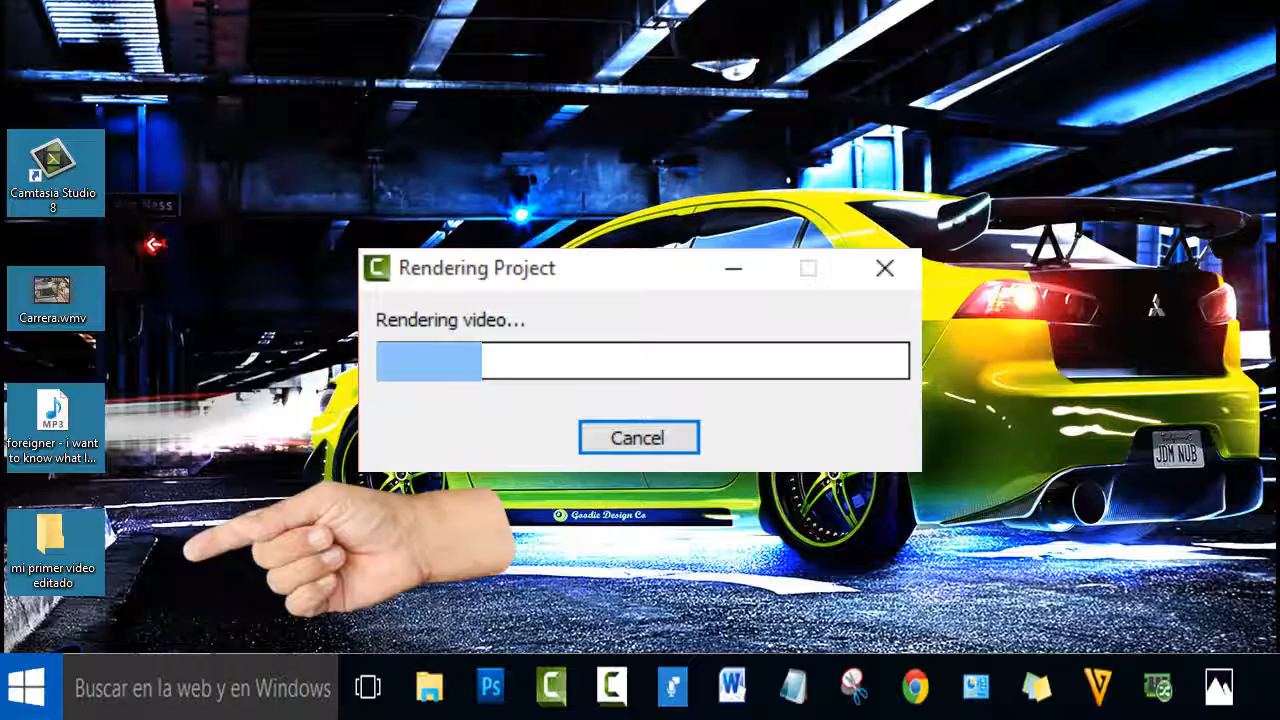 Camtasia Studio
8
Carrera.wmv
MP3
foreigner - i want
to know what l...
mi primer video
editado
Rendering Project
Rendering video...
Cancel
JDM NUB
Goodie Design Co
Buscar en la web y en Windows
Ps